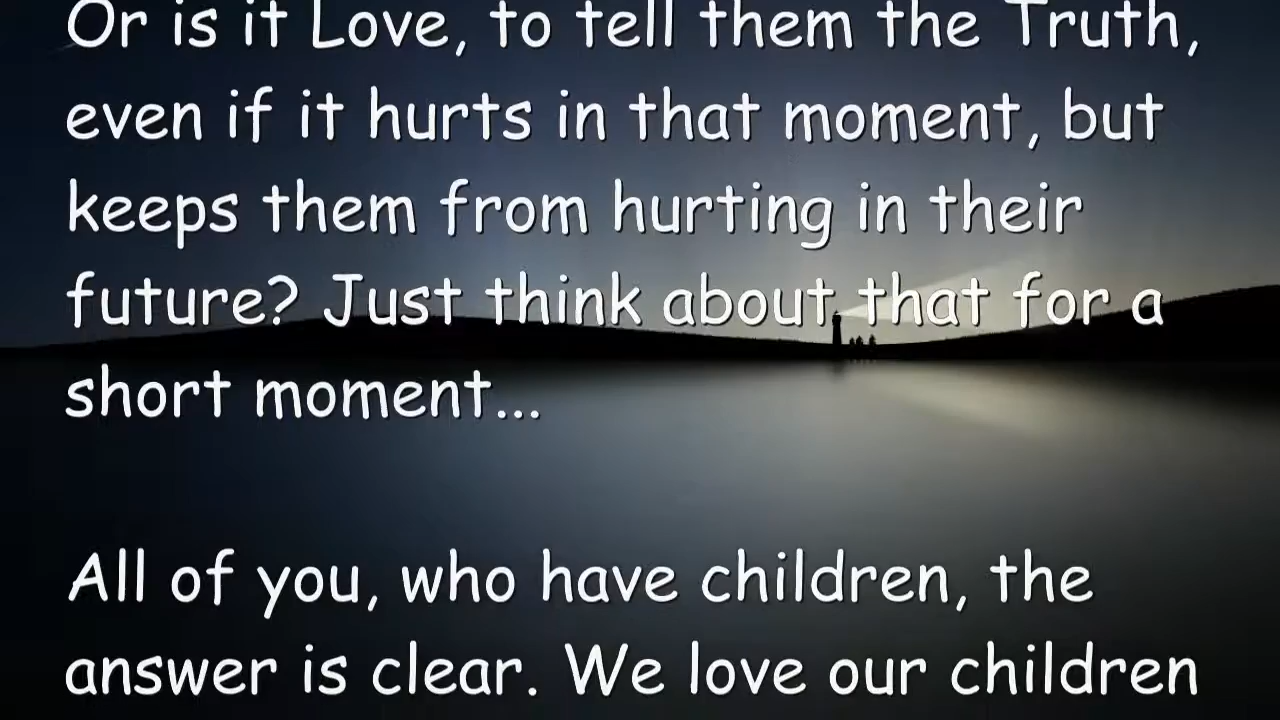 Or is it Love, to tell them the Truth,
even if it hurts in that moment, but
keeps them from hurting in their
future? Just think about that for a
short moment...
All of you, who have children, the
answer is clear. We love our children